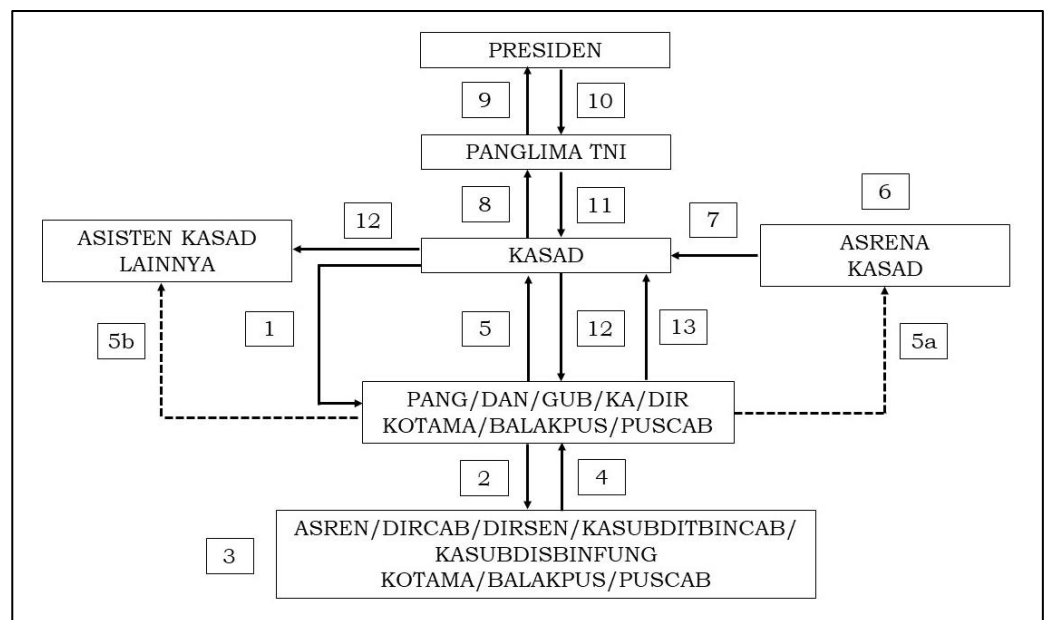 PRESIDEN
9
10
PANGLIMA TNI
8
11
6
12
7
ASISTEN KASAD
LAINNYA
KASAD
ASRENA
KASAD
5b
1
5
12
13
5a
PANG/DAN/GUB/KA/DIR
KOTAMA/BALAKPUS/PUSCAB
2
4
3
ASREN/DIRCAB/DIRSEN/KASUBDITBINCAB/
KASUBDISBINFUNG
KOTAMA/BALAKPUS/PUSCAB